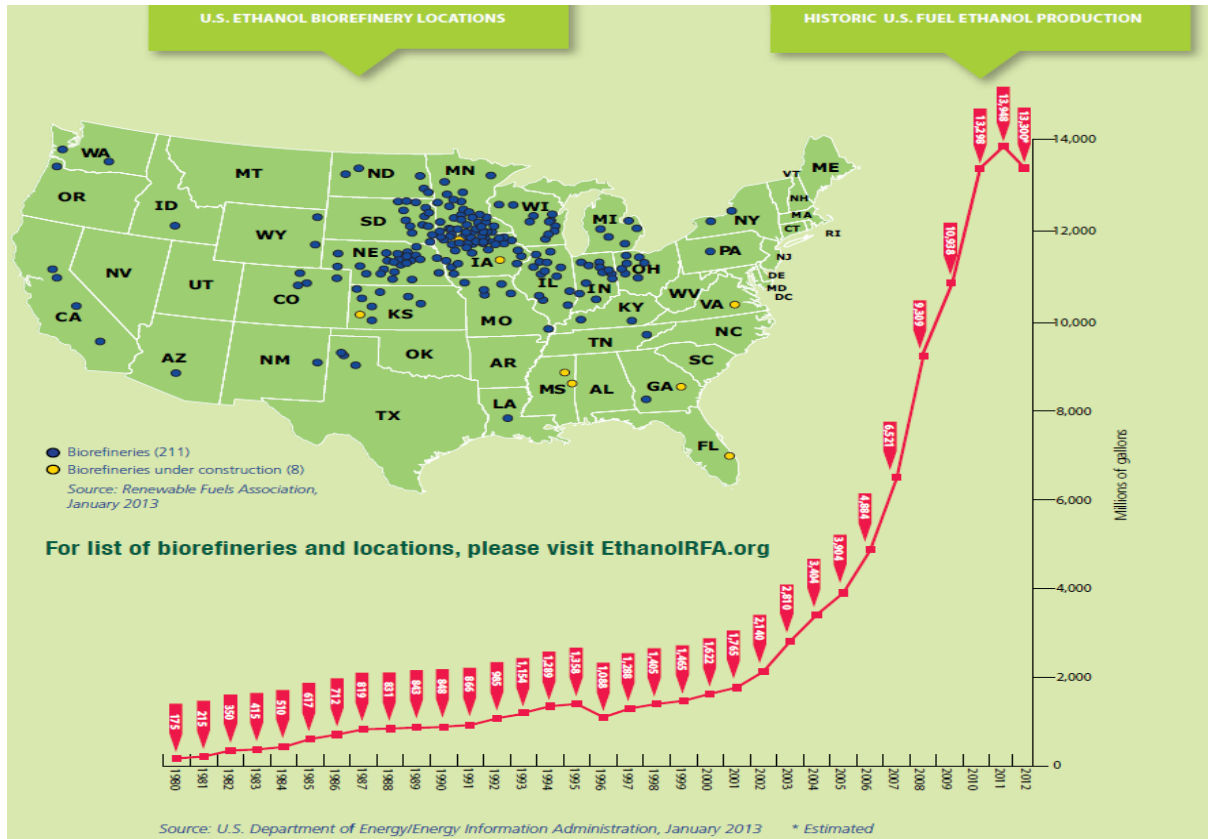 U.S. ETHANOL BIOREFINERY LOCATIONS
HISTORIC U.S. FUEL ETHANOL PRODUCTION
WA
OR
ID
MT
ND
MN
SD
WY
WI
MI
NY
VT
ME
NH
MA
CT
RI
NV
UT
CO
NE
IA
IL
IN
OH
PA
NJ
DE
MD
DC
CA
AZ
NM
KS
MO
KY
WV
VA
NC
TN
OK
AR
SC
TX
LA
MS
AL
GA
FL
Biorefineries (211)
Biorefineries under construction (8)
Source: Renewable Fuels Association,
January 2013
For list of biorefineries and locations, please visit EthanolRFA.org
175
215
350
415
510
617
712
819
831
843
848
866
985
1,154
1,289
1,358
1,088
1,288
1,405
1,465
1,622
1,765
2,140
2,810
3,404
3,904
4,884
6,521
9,309
10,938
13,298
13,948
13,300*
14,000
12,000
10,000
8,000
6,000
4,000
2,000
0
Millions of gallons
1980
1981
1982
1983
1984
1985
1986
1987
1988
1989
1990
1991
1992
1993
1994
1995
1996
1997
1998
1999
2000
2001
2002
2003
2004
2005
2006
2007
2008
2009
2010
2011
2012
Source: U.S. Department of Energy/Energy Information Administration, January 2013 * Estimated